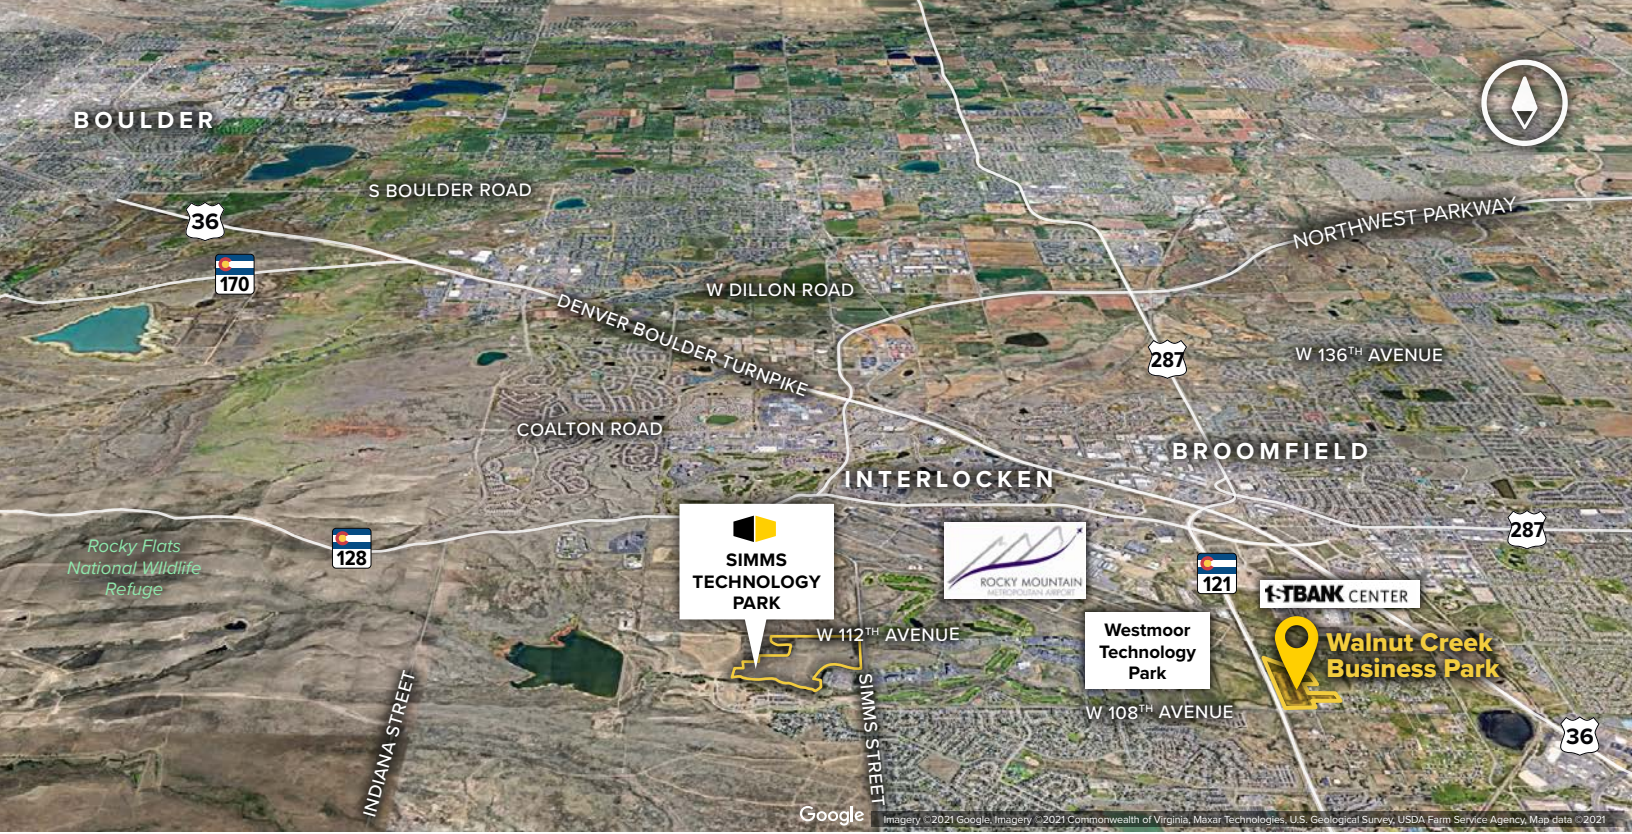 BOULDER
S BOULDER ROAD
36
170
NORTHWEST PARKWAY
W DILLON ROAD
DENVER BOULDER TURNPIKE
287
W 136TH AVENUE
COALTON ROAD
BROOMFIELD
INTERLOCKEN
287
128
Rocky Flats
National WIldlife
Refuge
SIMMS
TECHNOLOGY
PARK
ROCKY MOUNTAIN
METROPOLITAN AIRPORT
121
1STBANK CENTER
W 112TH AVENUE
Westmoor
Technology
Park
Walnut Creek
Business Park
W 108TH AVENUE
INDIANA STREET
SIMMS STREET
36
Google
Imagery ©2021 Google, Imagery ©2021 Commonwealth of Virginia, Maxar Technologies, U.S. Geological Survey, USDA Farm Service Agency, Map data ©2021